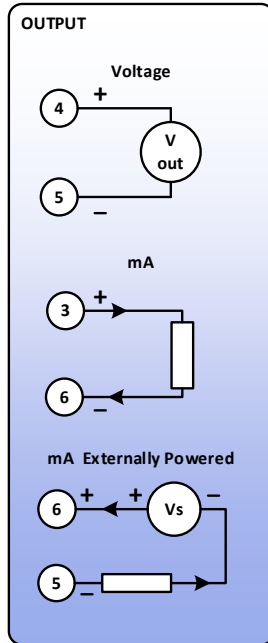 OUTPUT
Voltage
4 +
V
out
5 −
mA
3 +
6 −
mA Externally Powered
6 + + Vs −
5 −